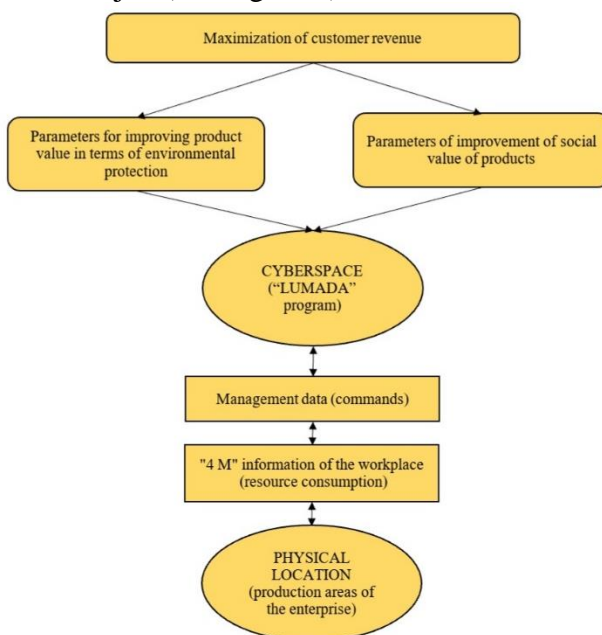 Maximization of customer revenue
Parameters for improving product
value in terms of environmental
protection
Parameters of improvement of social
value of products
CYBERSPACE
(“LUMADA”
program)
Management data (commands)
"4 M" information of the workplace
(resource consumption)
PHYSICAL
LOCATION
(production areas of
the enterprise)